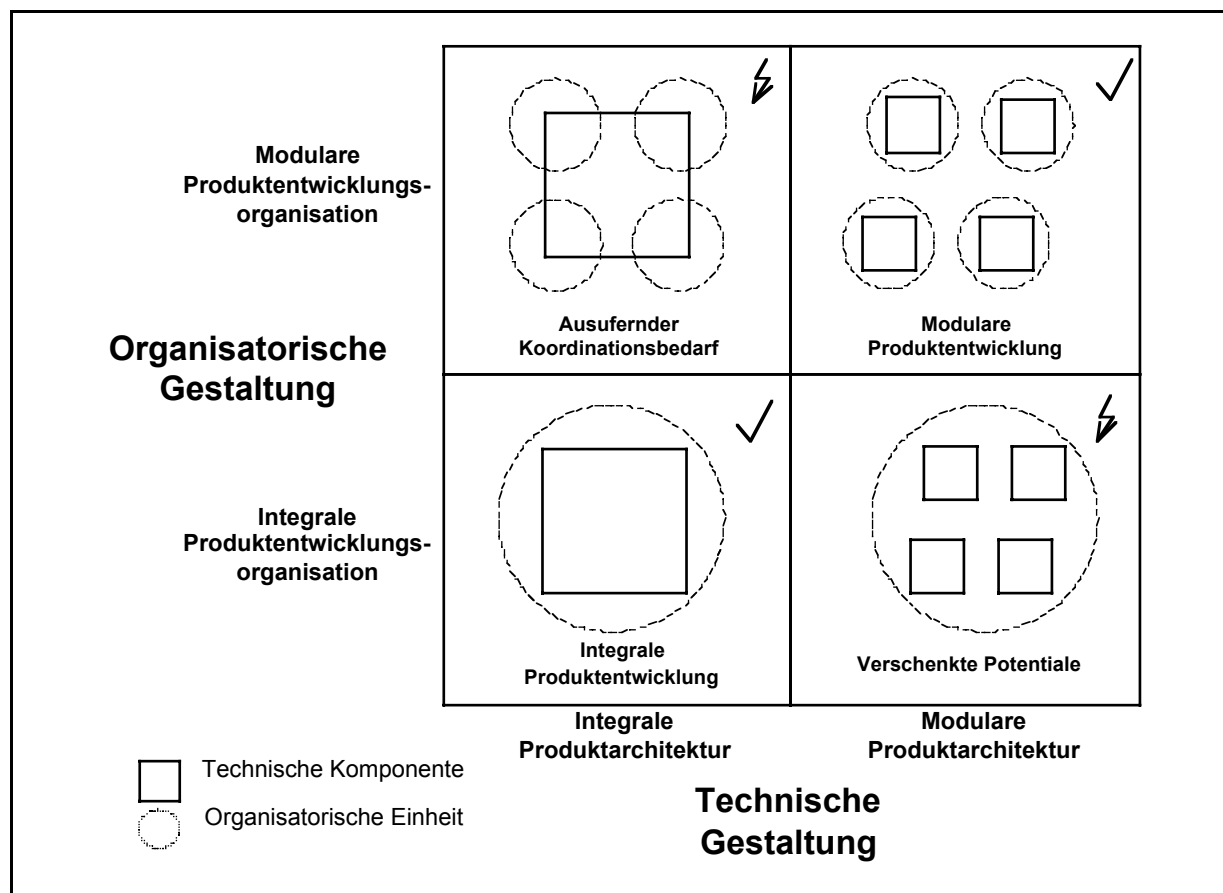 Modulare
Produktentwicklungs-
organisation
Ausufernder
Koordinationsbedarf
Modulare
Produktentwicklung
Organisatorische
Gestaltung
Integrale
Produktentwicklungs-
organisation
Integrale
Produktentwicklung
Verschenkte Potentiale
Integrale
Produktarchitektur
Modulare
Produktarchitektur
Technische Komponente
Organisatorische Einheit
Technische
Gestaltung